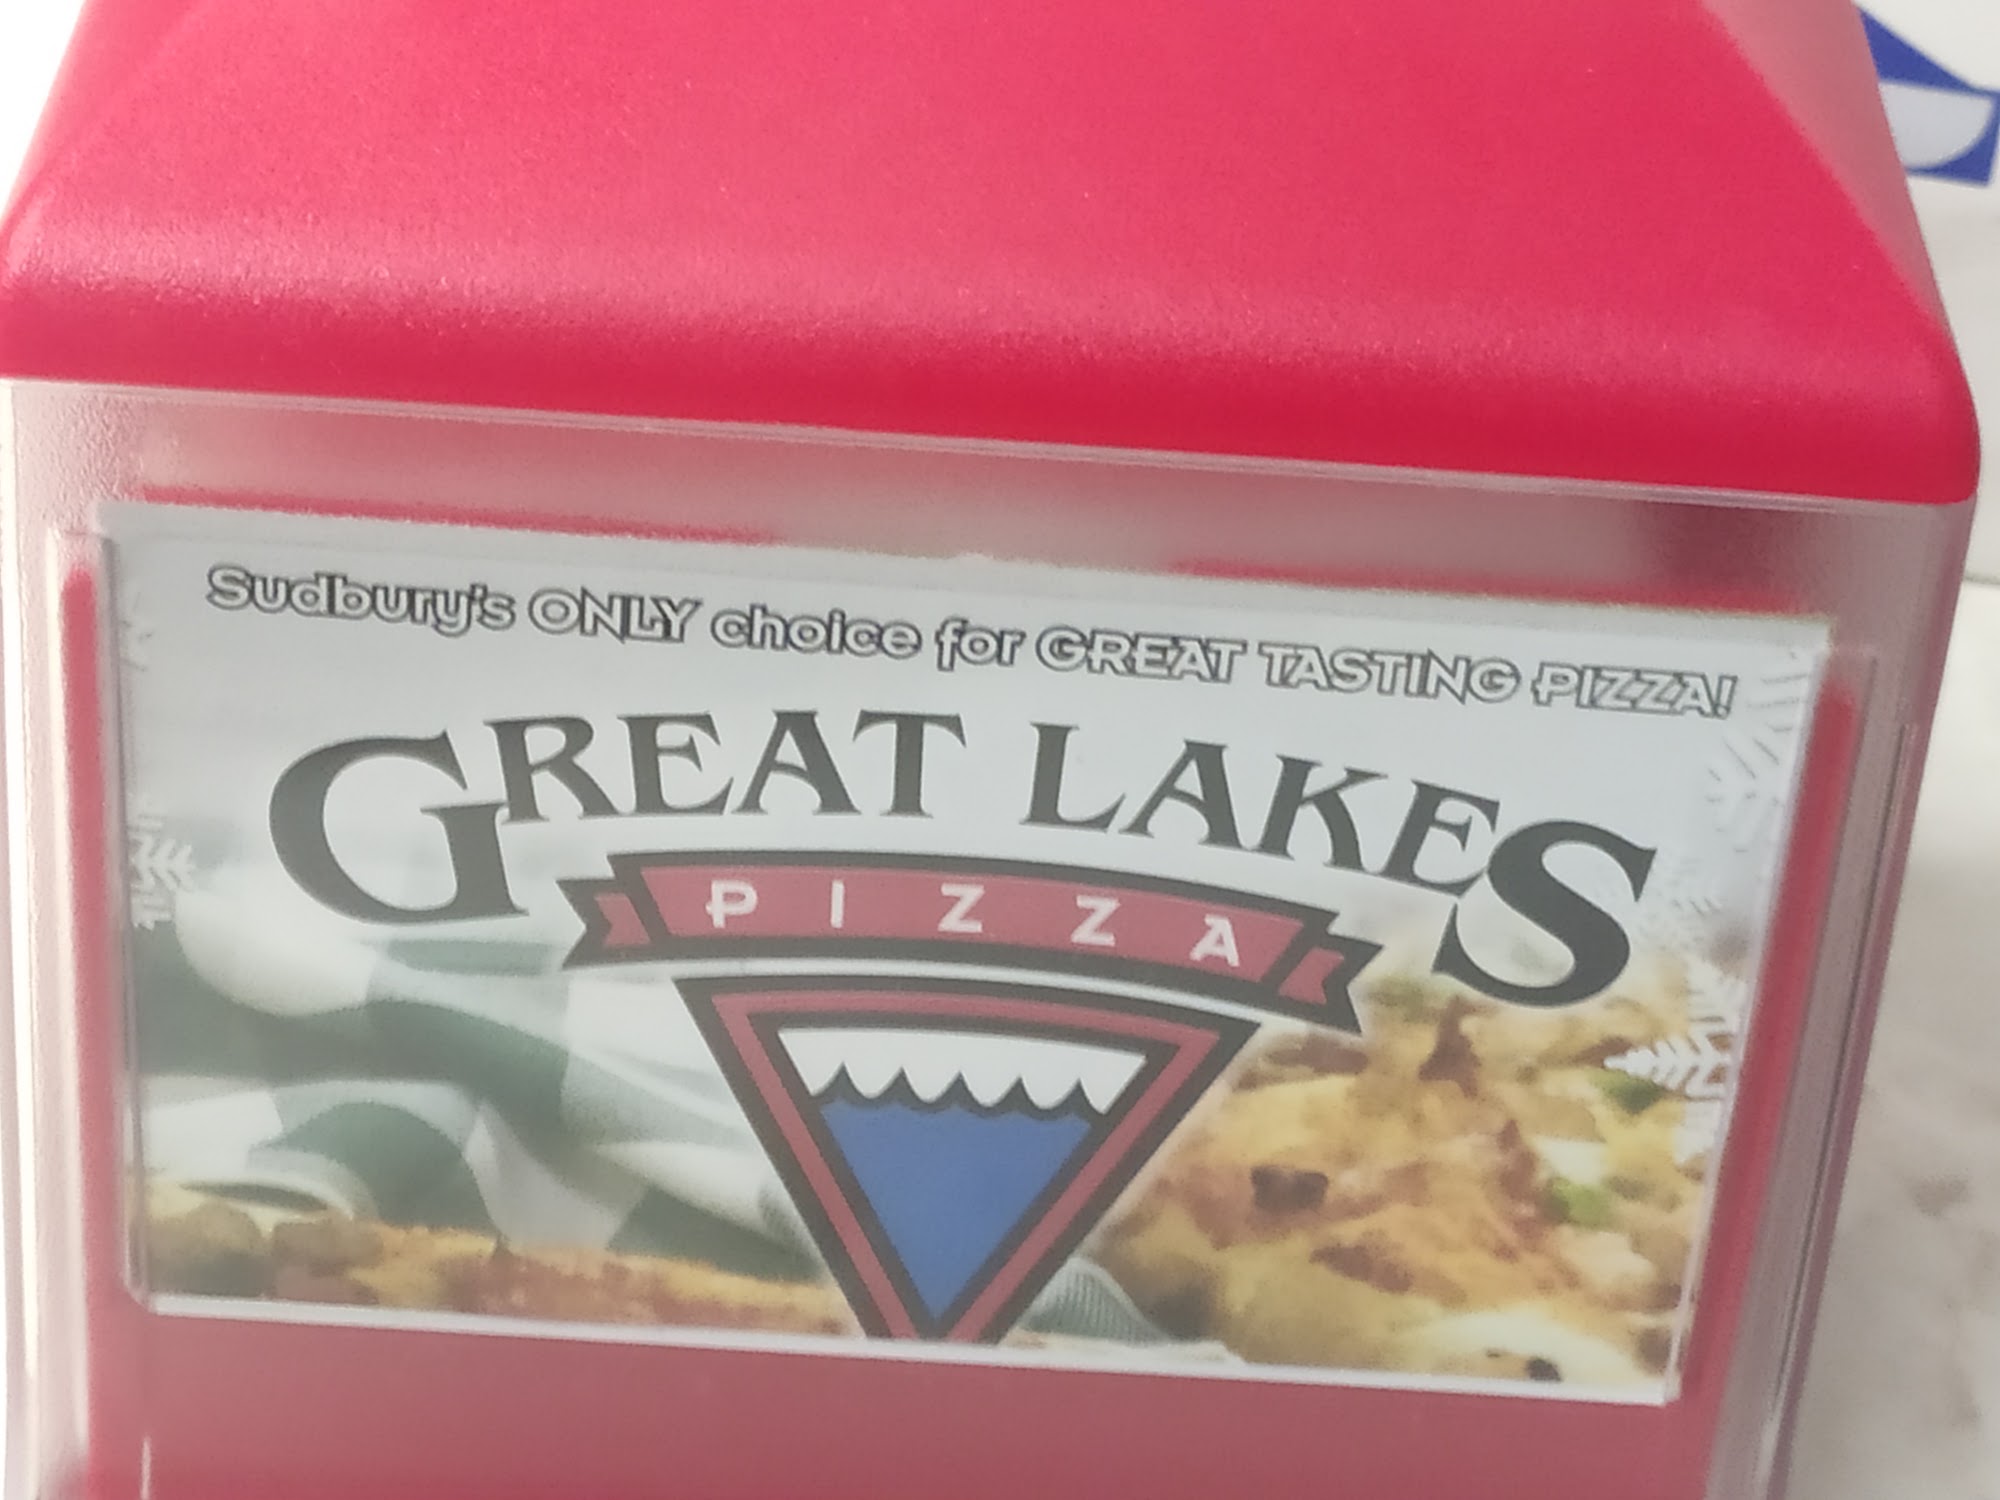 Sudbury's ONLY choice for GREAT TASTING PIZZA!
GREAT LAKES
PIZZA